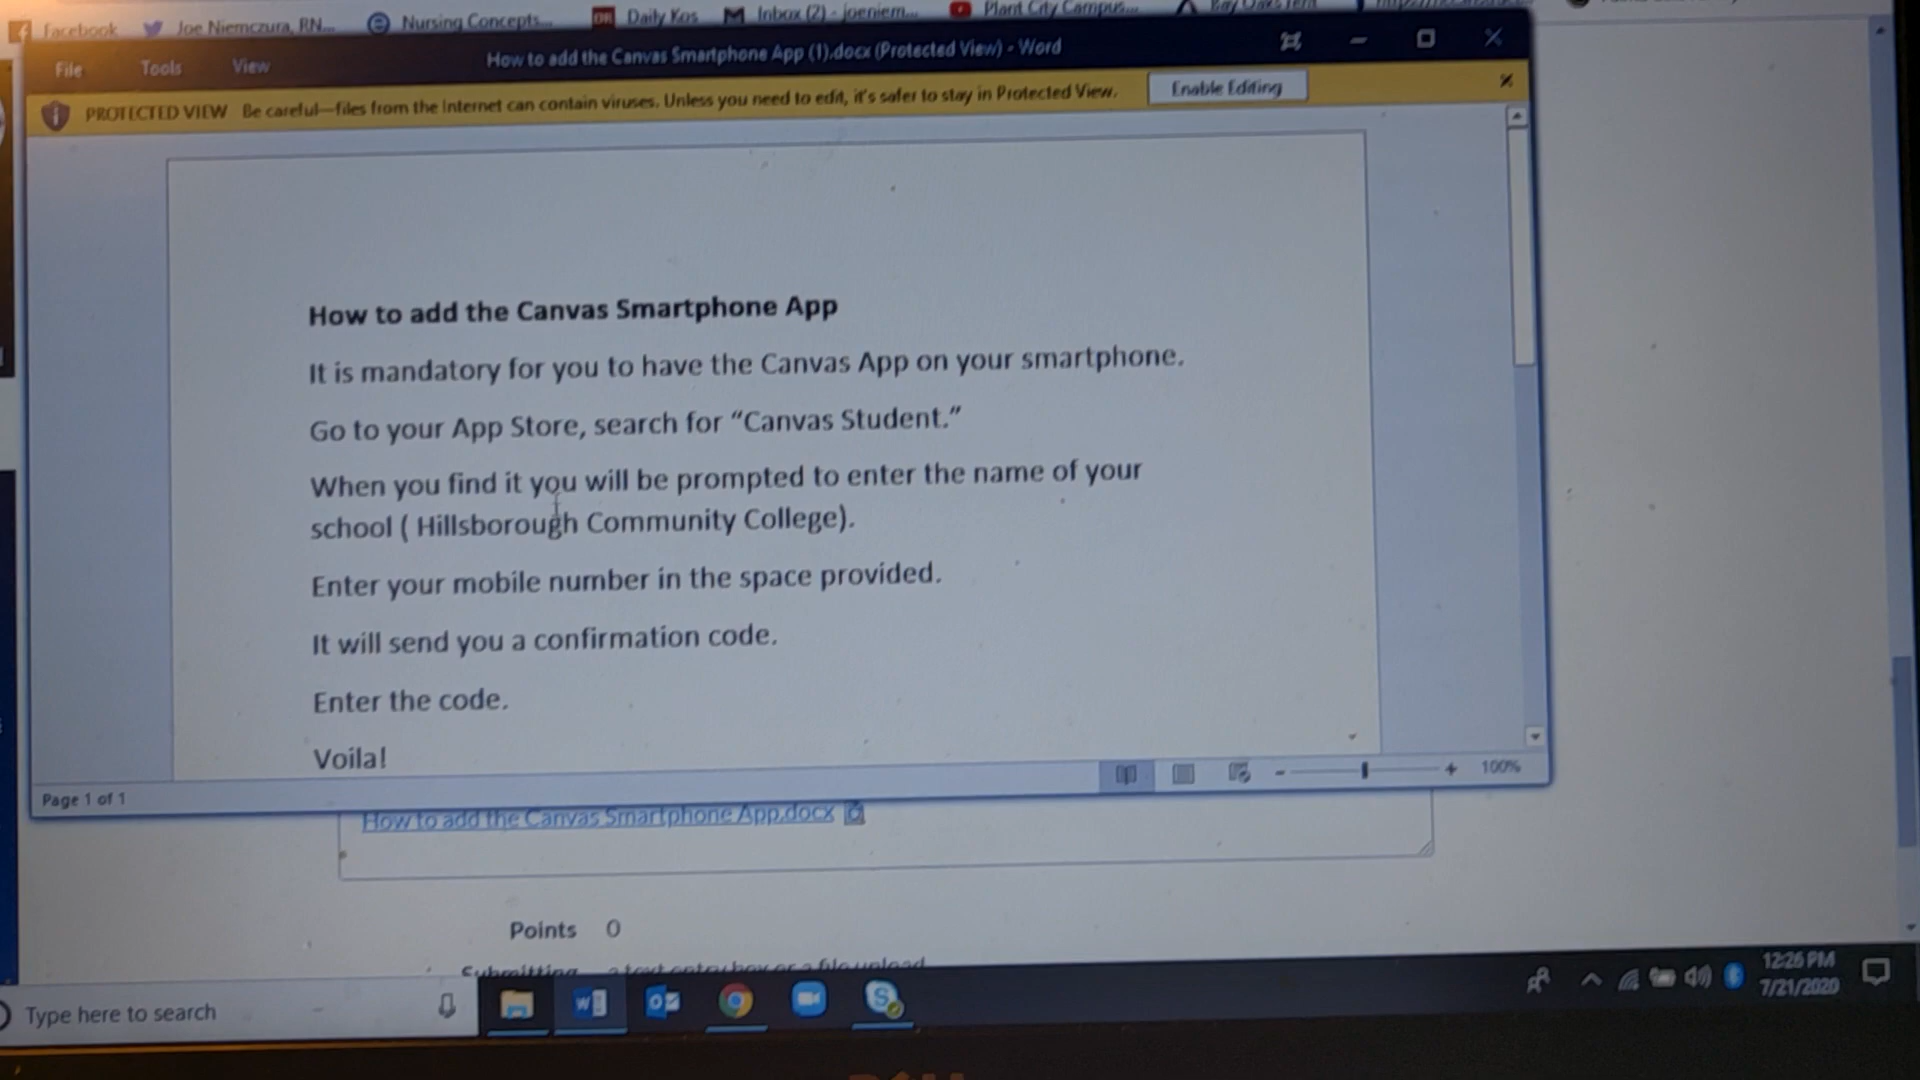 Facebook Joe Niemczura, RN... Nursing Concepts... Daily Kos Inbox (2) - joeniem... Plant City Campus...
File Tools View How to add the Canvas Smartphone App (1).docx (Protected View) - Word
PROTECTED VIEW Be careful—files from the Internet can contain viruses. Unless you need to edit, it's safer to stay in Protected View. Enable Editing
How to add the Canvas Smartphone App
It is mandatory for you to have the Canvas App on your smartphone.
Go to your App Store, search for “Canvas Student.”
When you find it you will be prompted to enter the name of your
school ( Hillsborough Community College).
Enter your mobile number in the space provided.
It will send you a confirmation code.
Enter the code.
Voila!
Page 1 of 1 100%
How to add the Canvas Smartphone App.docx
Points 0
Submitting a text entry box or a file upload
12:26 PM
Type here to search 7/21/2020